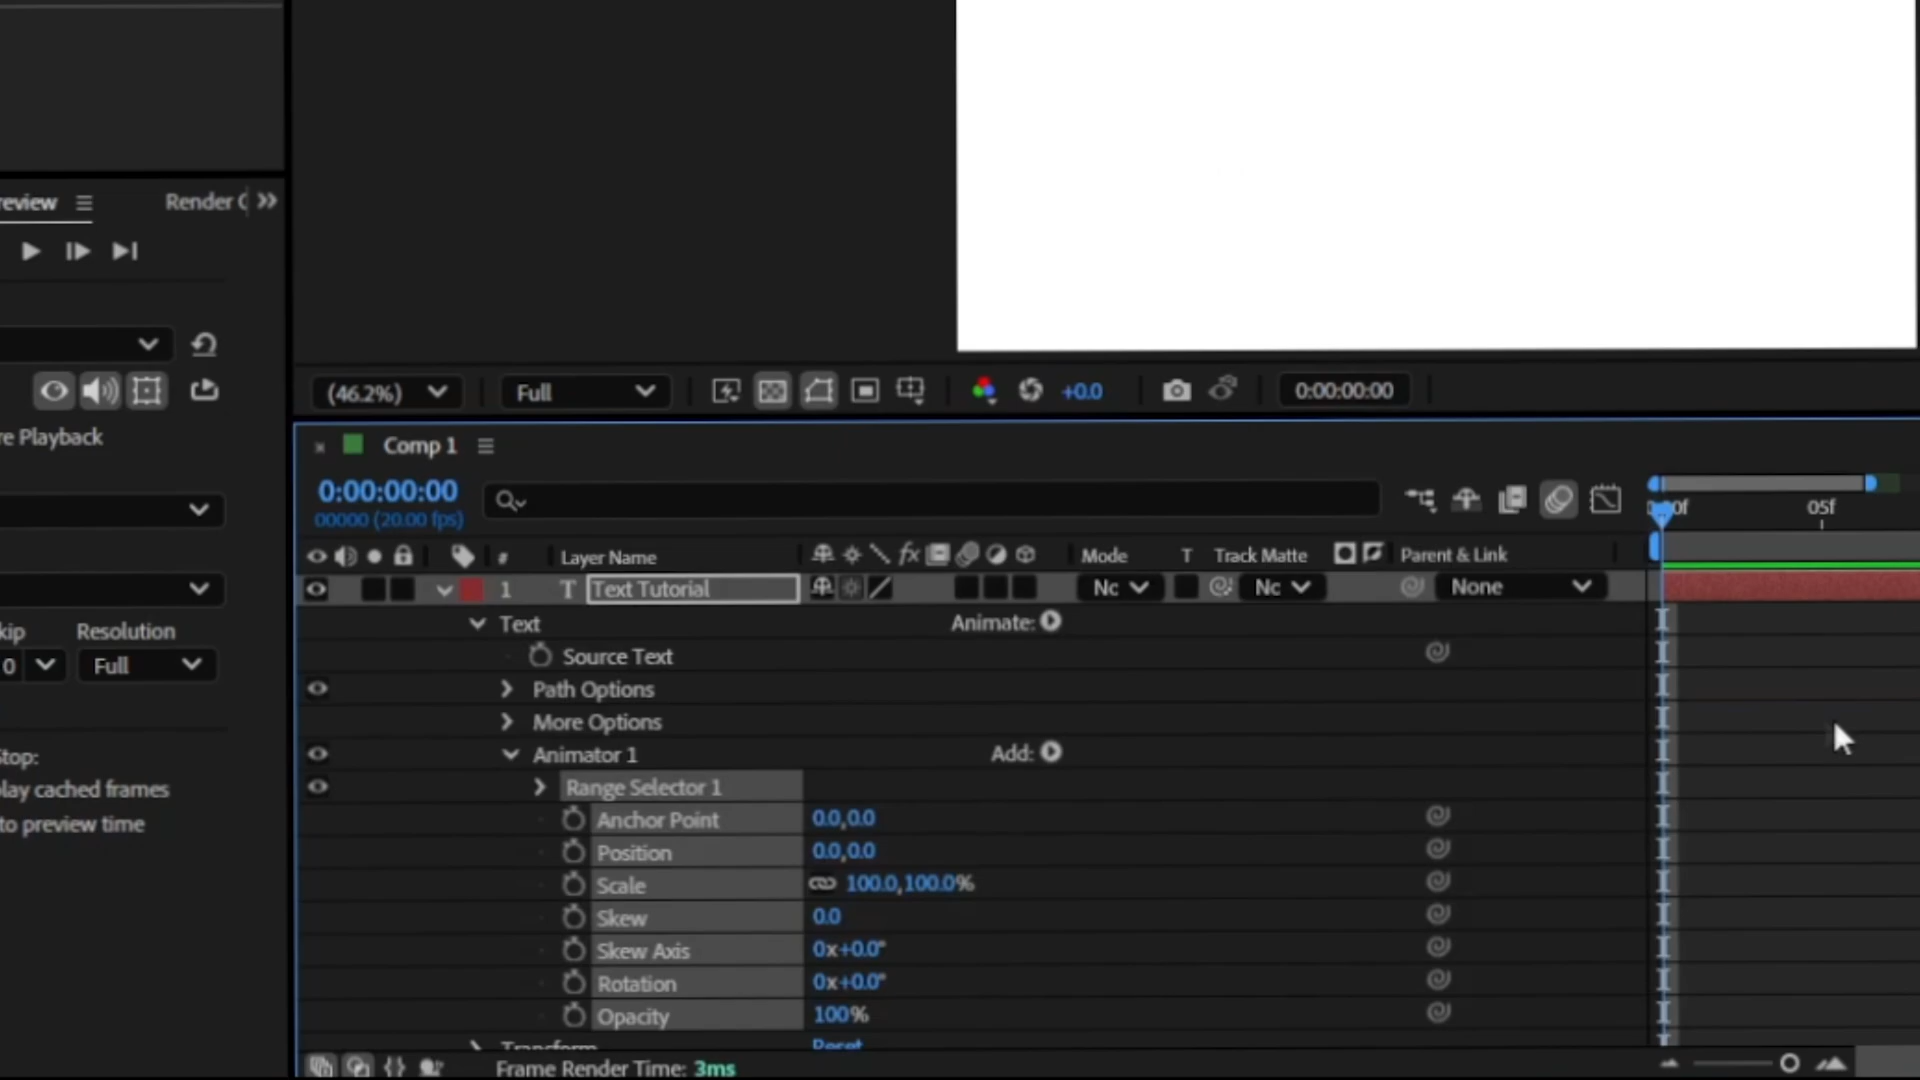 review
Render
re Playback
kip
Resolution
0
Full
top:
lay cached frames
to preview time
(46.2%)
Full
+0.0
0:00:00:00
Comp 1
0:00:00:00
00000 (20.00 fps)
05f
#
Layer Name
fx
Mode
T
Track Matte
Parent & Link
1
T
Text Tutorial
Nc
Nc
None
Text
Animate:
Source Text
Path Options
More Options
Animator 1
Add:
Range Selector 1
Anchor Point
0.0,0.0
Position
0.0,0.0
Scale
100.0,100.0%
Skew
0.0
Skew Axis
0x+0.0°
Rotation
0x+0.0°
Opacity
100%
Transform
Reset
Frame Render Time: 3ms